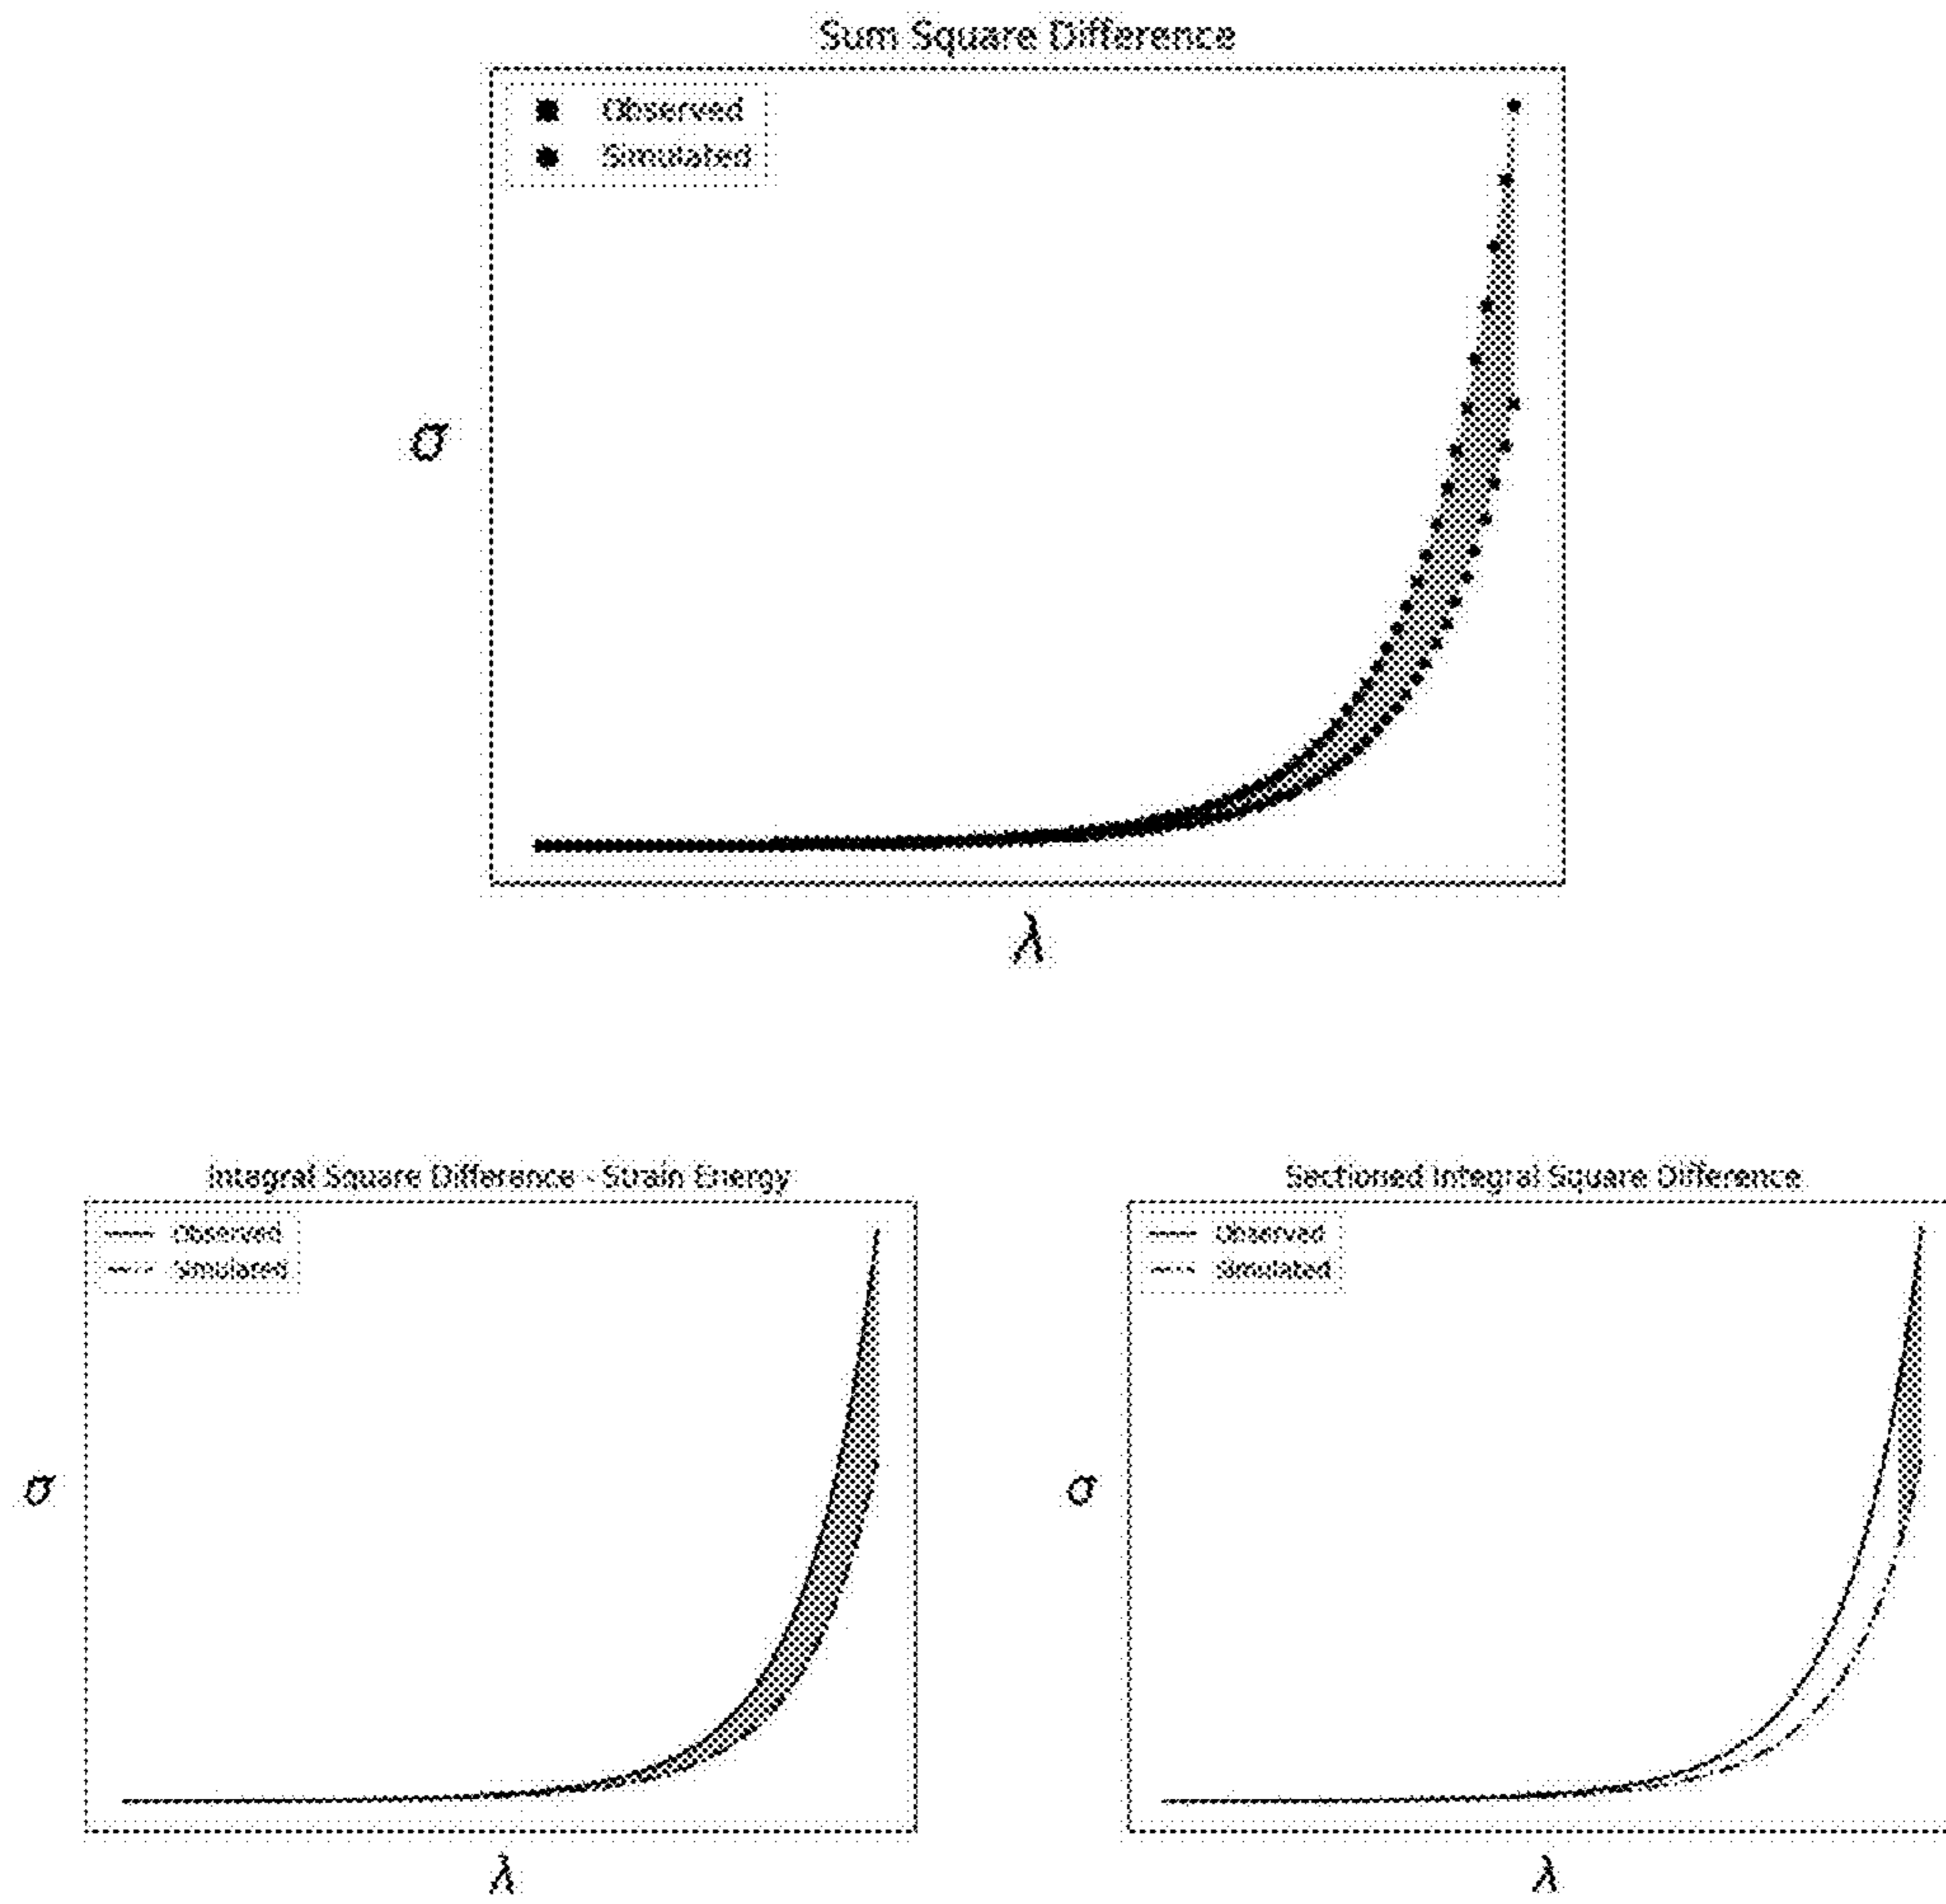 Sum Square Difference
Observed
Simulated
σ
λ
Integral Square Difference - Strain Energy
Observed
Simulated
σ
λ
Sectioned Integral Square Difference
Observed
Simulated
σ
λ